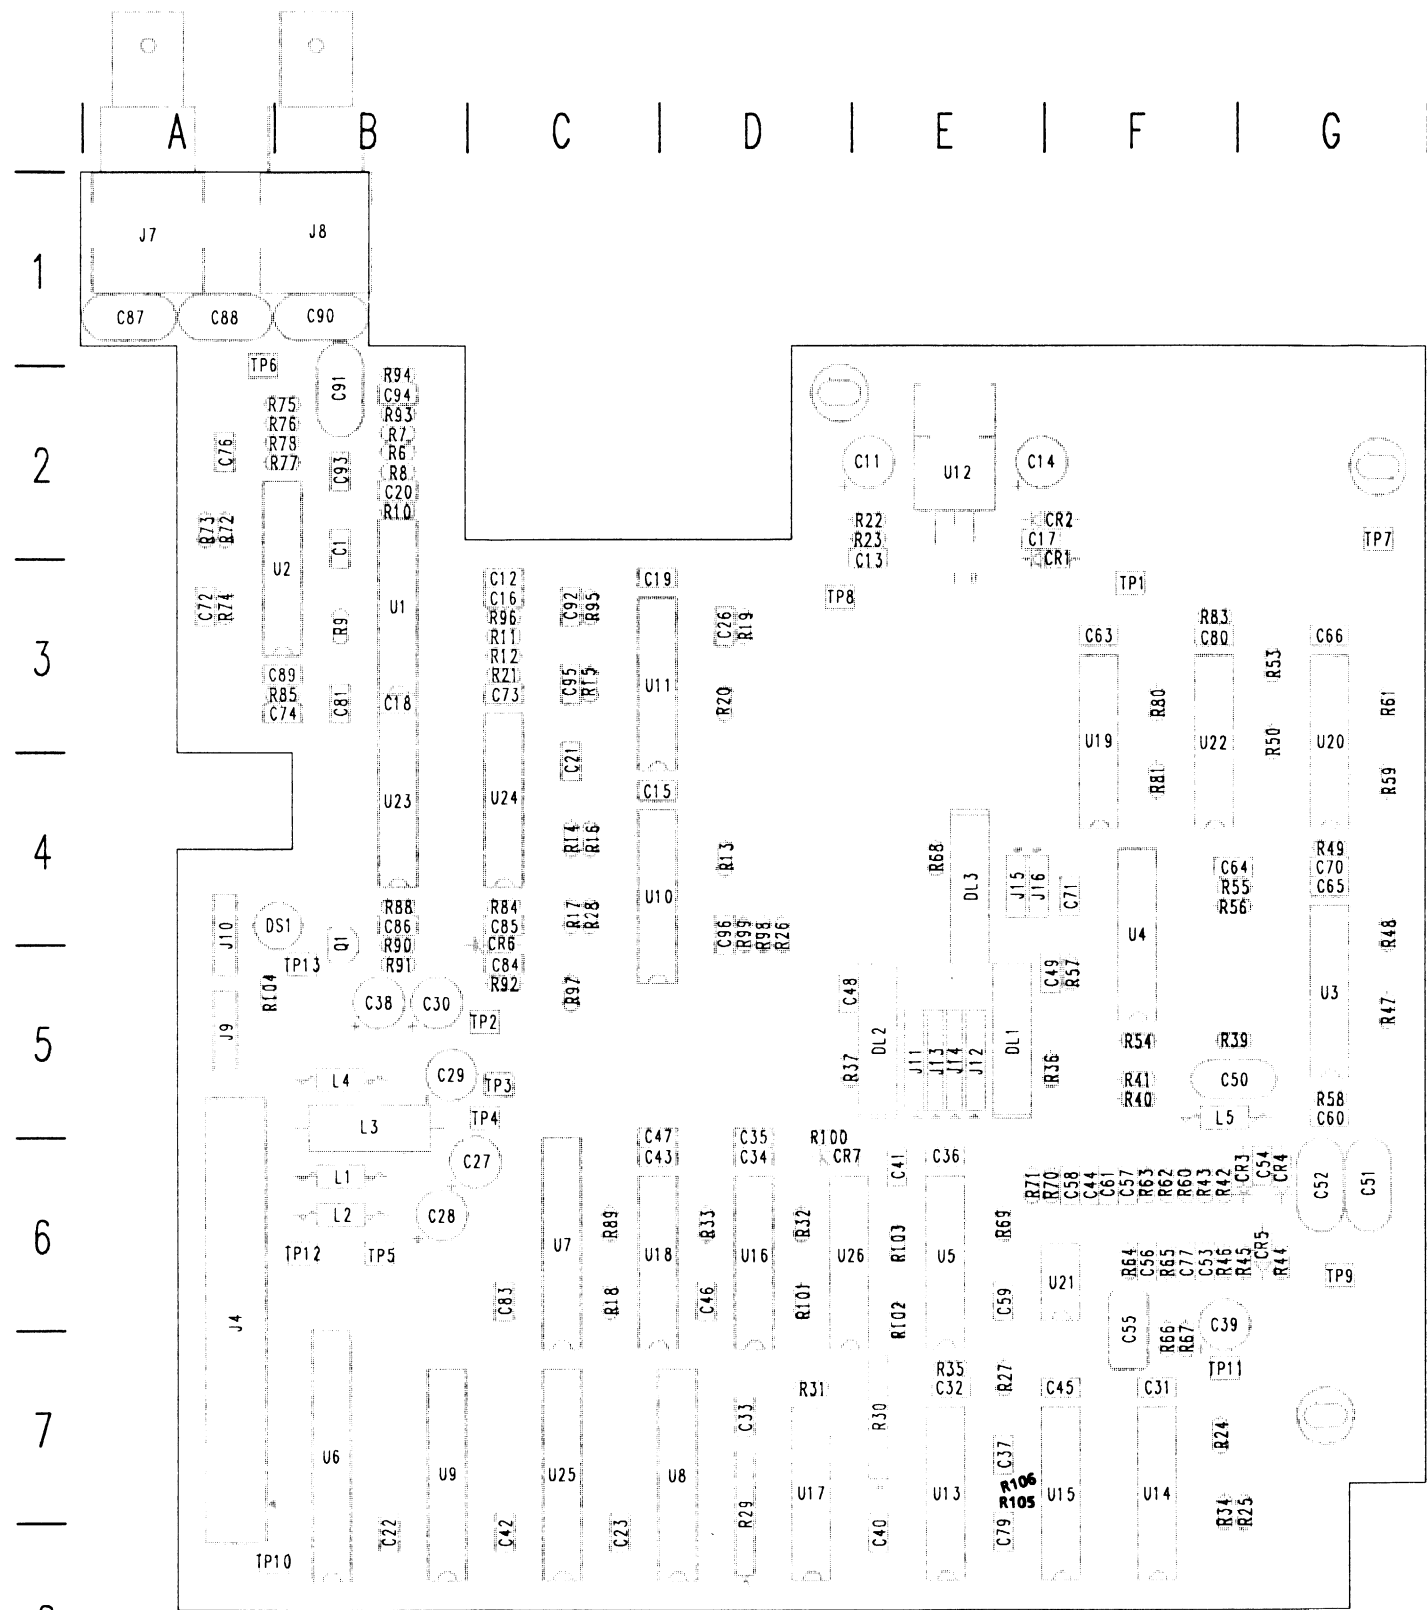 A B C D E F G
1
J7 J8
C87 C88 C90
TP6 C91 R94
C94
R75 R93
R76 R7
R78 R6
R77 C76 C93 R8
C20
R10
2
C11 U12 C14
R22 CR2
R23 C17 TP7
C13 CR1
R73 R72 C1
U2
C72 R74 U1 R9
C12 C19
C16 C92 R95
R96
R11
R12
R21
C73
C95 R15
TP8 TP1
C26 R19
R83
C63 C80 C66
3
C89
R85
C74 C81 C18
U11 R20 R53 R80 R61
U19 U22 R50 U20
C21
C15
R81 R59
U23 U24
4
R14 R16 R13 R68
R49
C64 C70
R55 C65
R56
DL3 J15 J16 C71
U10
J10 DS1 Q1
R88 R84
C86 C85
R90 CR6
R91 C84
R92
R17 R28
C96 R99 R98 R26
U4 R48
TP13
R104 C38 C30 R97 C48 C49 R57
U3 R47
TP2
J9
5
DL2 J11 J13 J14 J12 DL1
R54 R39
R37 R36
L4 C29 TP3
R41 C50
R40 R58
L3 TP4 L5 C60
C47 C35 R100
C43 C34 CR7 C41 C36
C27
L1
R71 R70 C58 C44 C61 C57 R63 R62 R60 R43 R42 CR3 C54 CR4
C52 C51
L2 C28
R89 R33 R32 R69
6
TP12 TP5
U7 U18 U16 U26 R103 U5
U21
R64 C56 R65 C77 C53 R46 R45 CR5 R44
TP9
C83 R18 C46 R101 R102 C59
J4
C55 R66 R67 C39
TP11
R35 R27
R31 C32 C45 C31
7
C33 R30 R24
C37
U6 U9 U25 U8
R106
U17 U13 R105 U15 U14
R29 R34 R25
C22 C42 C23 C40 C79
TP10